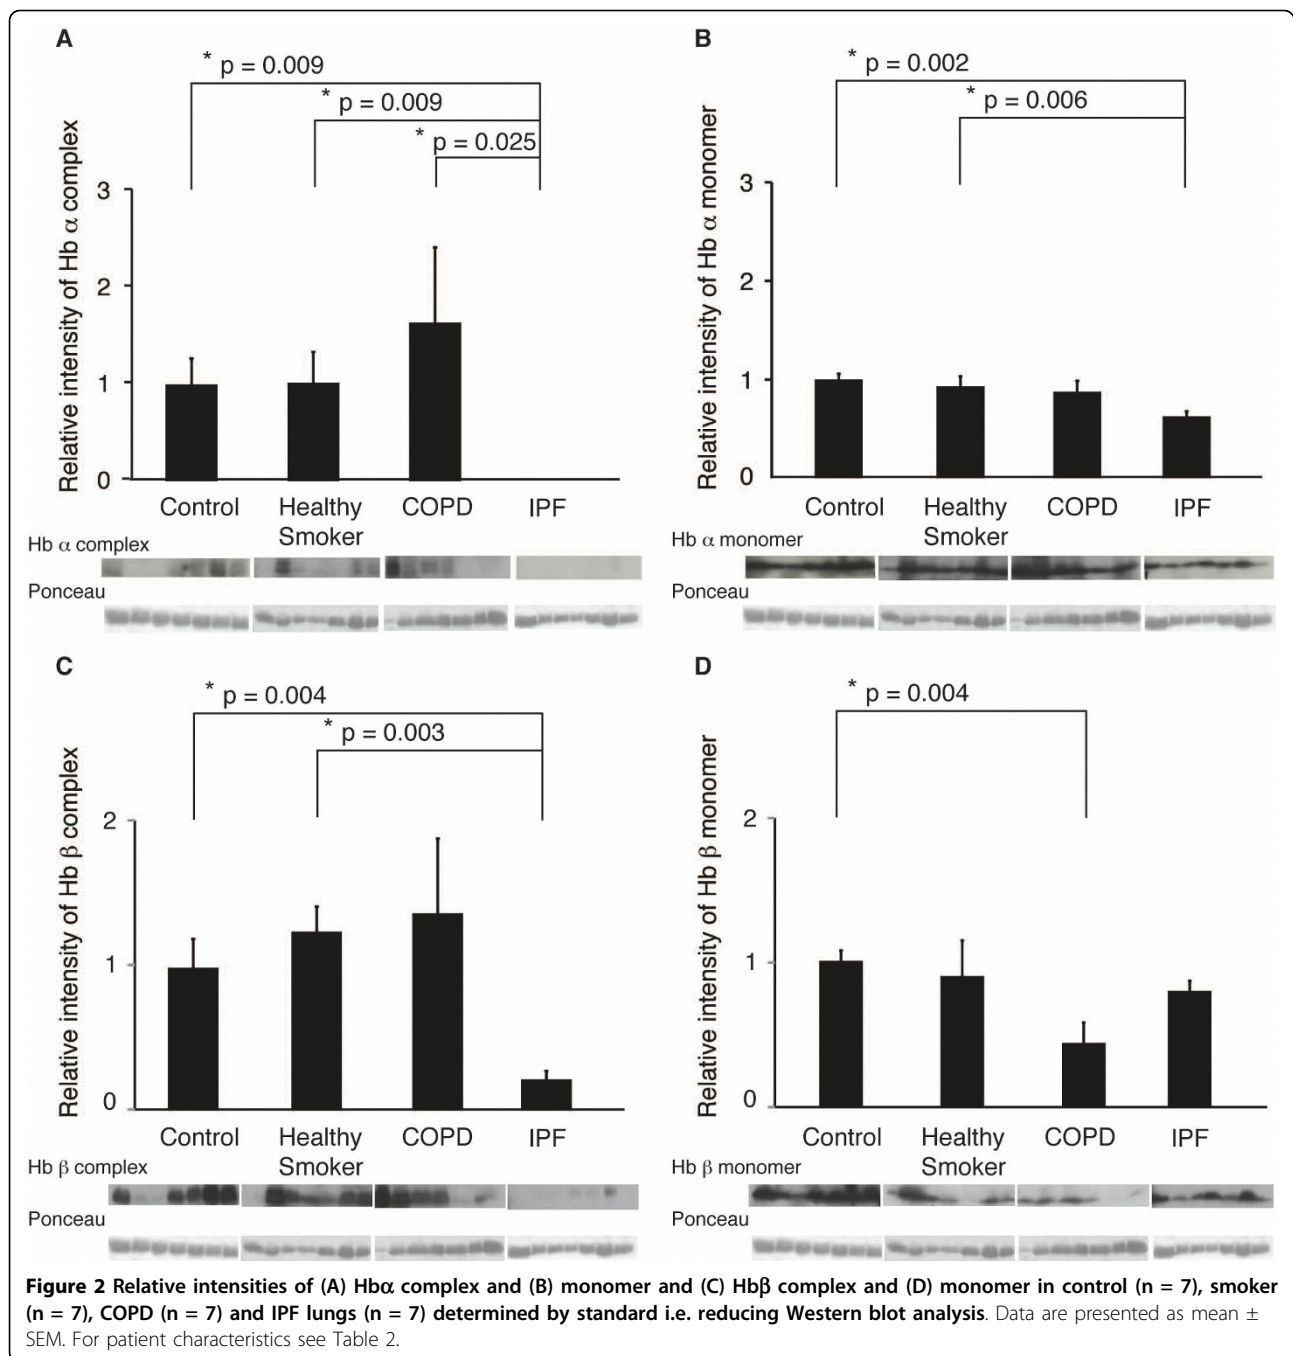 A
* p = 0.009
* p = 0.009
* p = 0.025
Relative intensity of Hb α complex
3
2
1
0
Control Healthy Smoker COPD IPF
Hb α complex
Ponceau
B
* p = 0.002
* p = 0.006
Relative intensity of Hb α monomer
3
2
1
0
Control Healthy Smoker COPD IPF
Hb α monomer
Ponceau
C
* p = 0.004
* p = 0.003
Relative intensity of Hb β complex
2
1
0
Control Healthy Smoker COPD IPF
Hb β complex
Ponceau
D
* p = 0.004
Relative intensity of Hb β monomer
2
1
0
Control Healthy Smoker COPD IPF
Hb β monomer
Ponceau
Figure 2 Relative intensities of (A) Hbα complex and (B) monomer and (C) Hbβ complex and (D) monomer in control (n = 7), smoker
(n = 7), COPD (n = 7) and IPF lungs (n = 7) determined by standard i.e. reducing Western blot analysis. Data are presented as mean ±
SEM. For patient characteristics see Table 2.